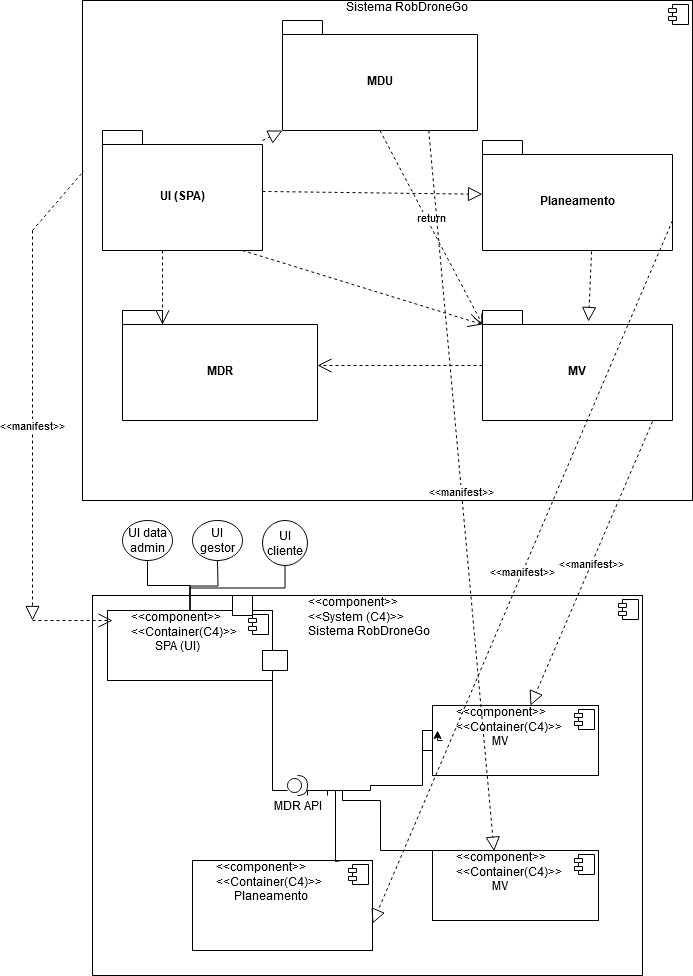 Sistema RobDroneGo
MDU
UI (SPA)
Planeamento
return
MDR
MV
<<manifest>>
<<manifest>>
<<manifest>>
<<manifest>>
UI data
admin
UI
gestor
UI
cliente
<<component>>
<<System (C4)>>
Sistema RobDroneGo
<<component>>
<<Container(C4)>>
SPA (UI)
<<component>>
<<Container(C4)>>
MV
MDR API
<<component>>
<<Container(C4)>>
MV
<<component>>
<<Container(C4)>>
Planeamento